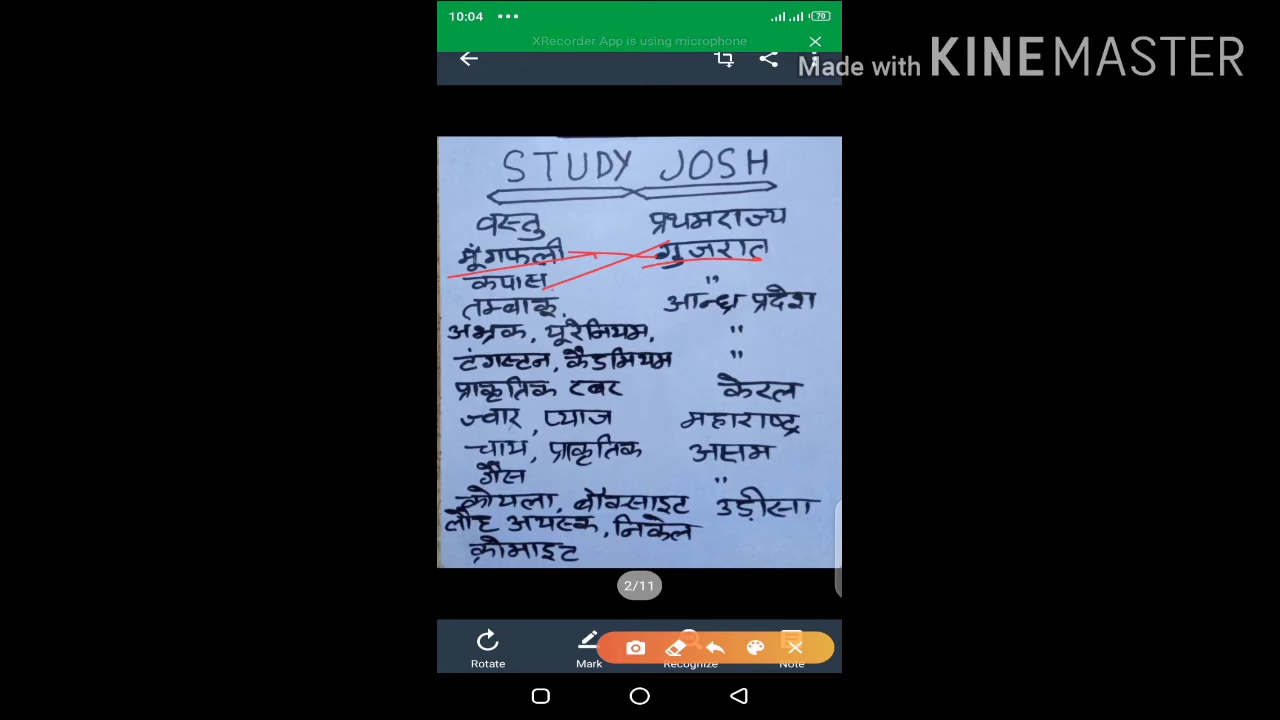 10:04 ••• 70
XRecorder App is using microphone
Made with KINEMASTER
STUDY JOSH
वस्तु प्रथमराज्य
मूंगफली गुजरात
कपास "
तम्बाकू. आन्ध्र प्रदेश
अभ्रक, यूरेनियम, "
टंगस्टन, कैडमियम "
प्राकृतिक रबर केरल
ज्वार, प्याज महाराष्ट्र
चाय, प्राकृतिक असम
गैस "
कोयला, बॉक्साइट उड़ीसा
लौह अयस्क, निकेल
क्रोमाइट
2/11
Rotate Mark Recognize Note